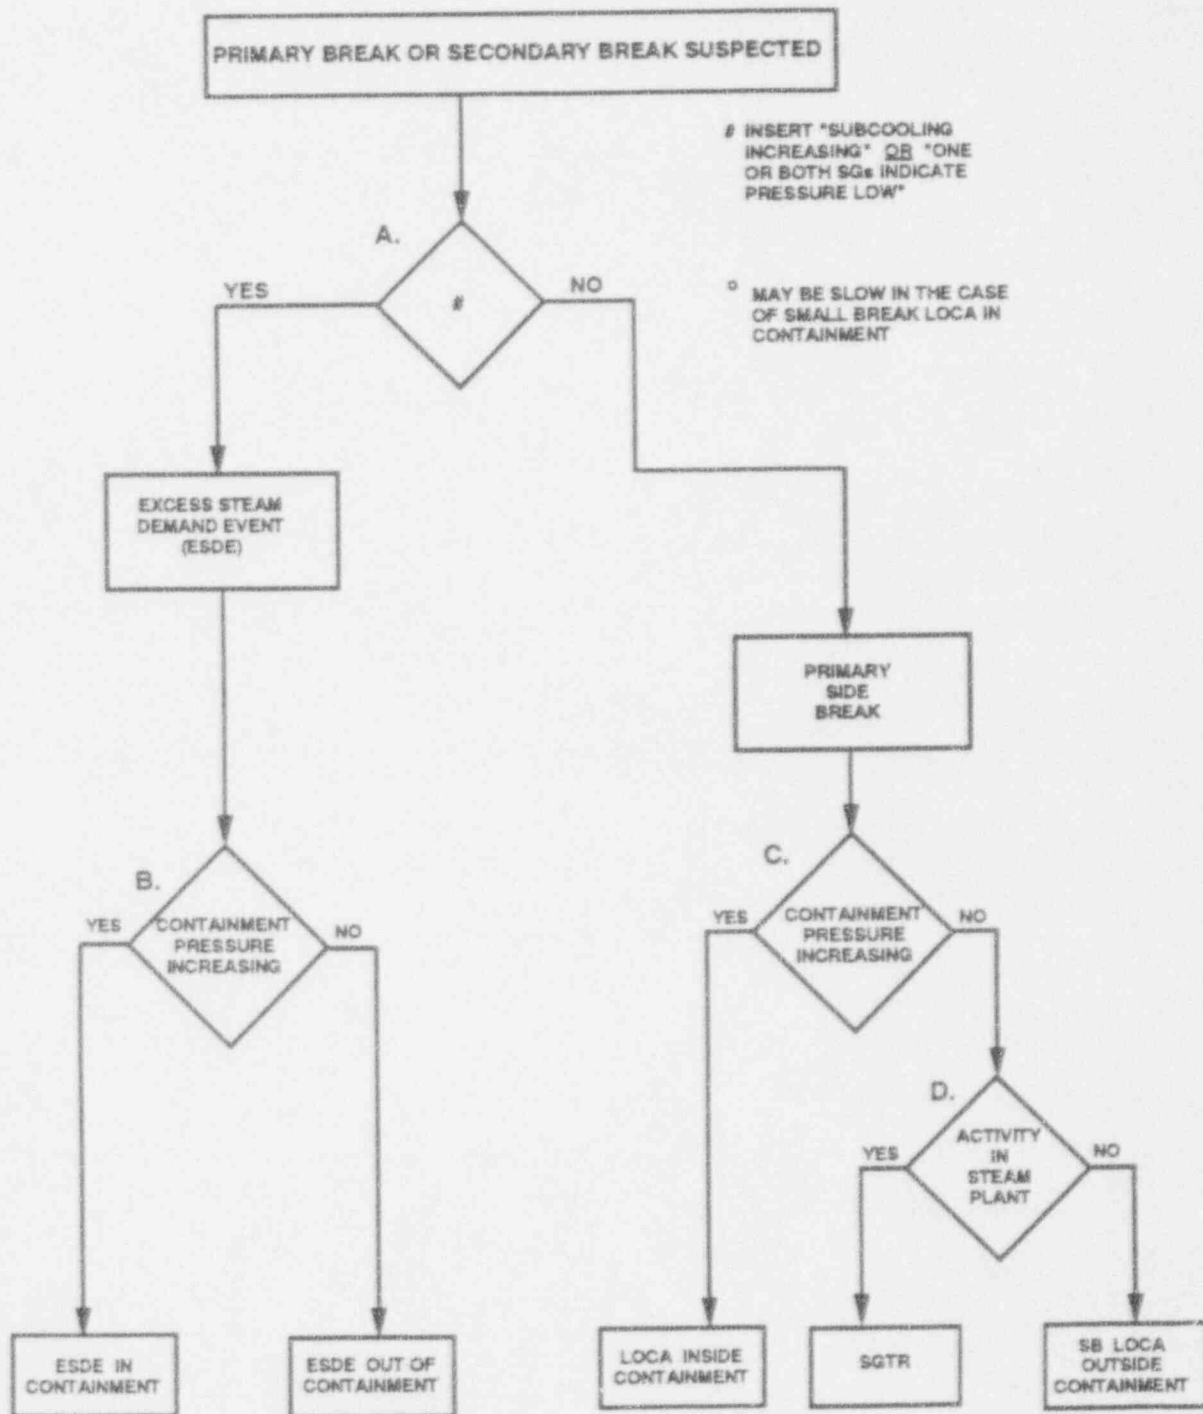 PRIMARY BREAK OR SECONDARY BREAK SUSPECTED
# INSERT "SUBCOOLING
INCREASING" OR "ONE
OR BOTH SGs INDICATE
PRESSURE LOW"
A.
YES
#
NO
° MAY BE SLOW IN THE CASE
OF SMALL BREAK LOCA IN
CONTAINMENT
EXCESS STEAM
DEMAND EVENT
(ESDE)
PRIMARY
SIDE
BREAK
B.
YES
CONTAINMENT
PRESSURE
INCREASING
NO
C.
YES
CONTAINMENT
PRESSURE
INCREASING
NO
D.
YES
ACTIVITY
IN
STEAM
PLANT
NO
ESDE IN
CONTAINMENT
ESDE OUT OF
CONTAINMENT
LOCA INSIDE
CONTAINMENT
SGTR
SB LOCA
OUTSIDE
CONTAINMENT